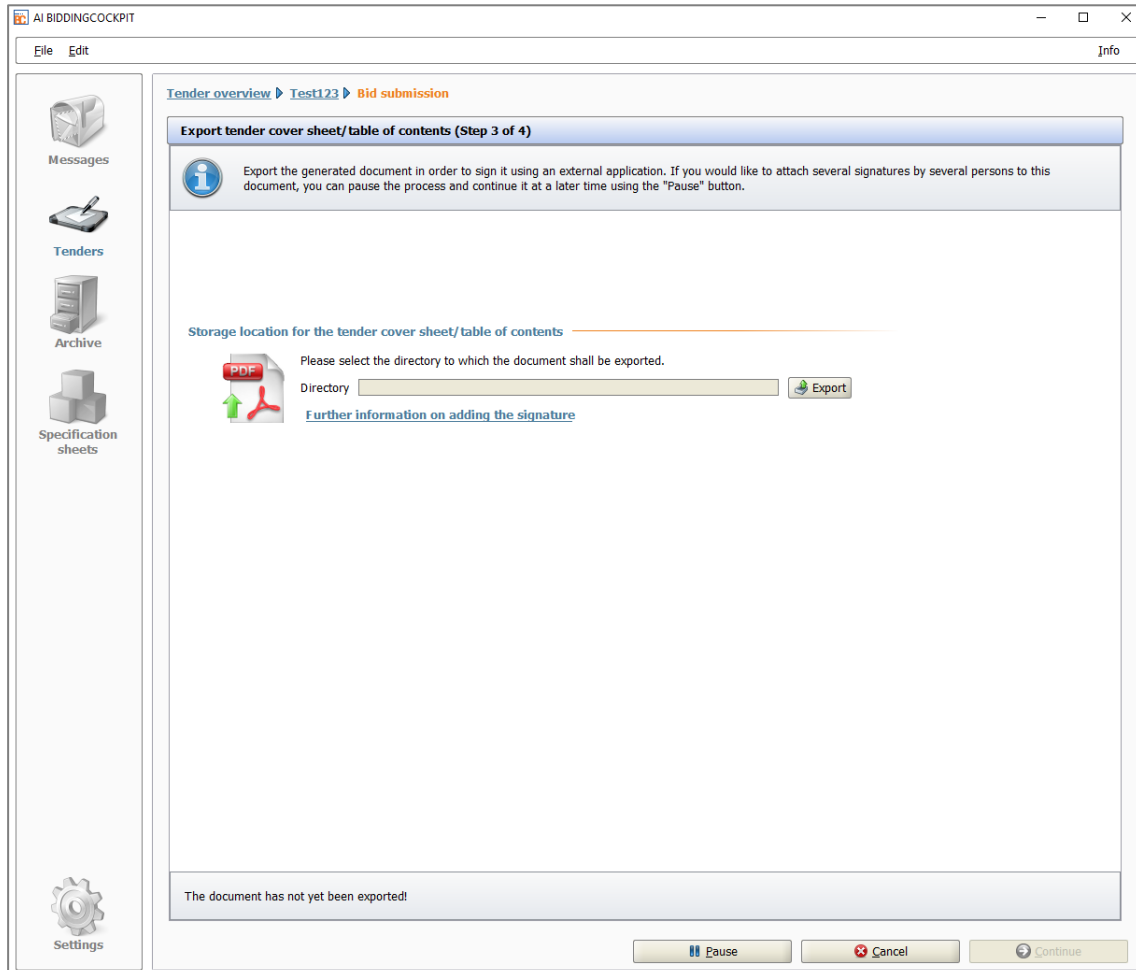 AI BIDDINGCOCKPIT
File Edit Info
Messages
Tenders
Archive
Specification
sheets
Settings
Tender overview Test123 Bid submission
Export tender cover sheet/table of contents (Step 3 of 4)
Export the generated document in order to sign it using an external application. If you would like to attach several signatures by several persons to this
document, you can pause the process and continue it at a later time using the "Pause" button.
Storage location for the tender cover sheet/table of contents
PDF
Please select the directory to which the document shall be exported.
Directory Export
Further information on adding the signature
The document has not yet been exported!
Pause Cancel Continue